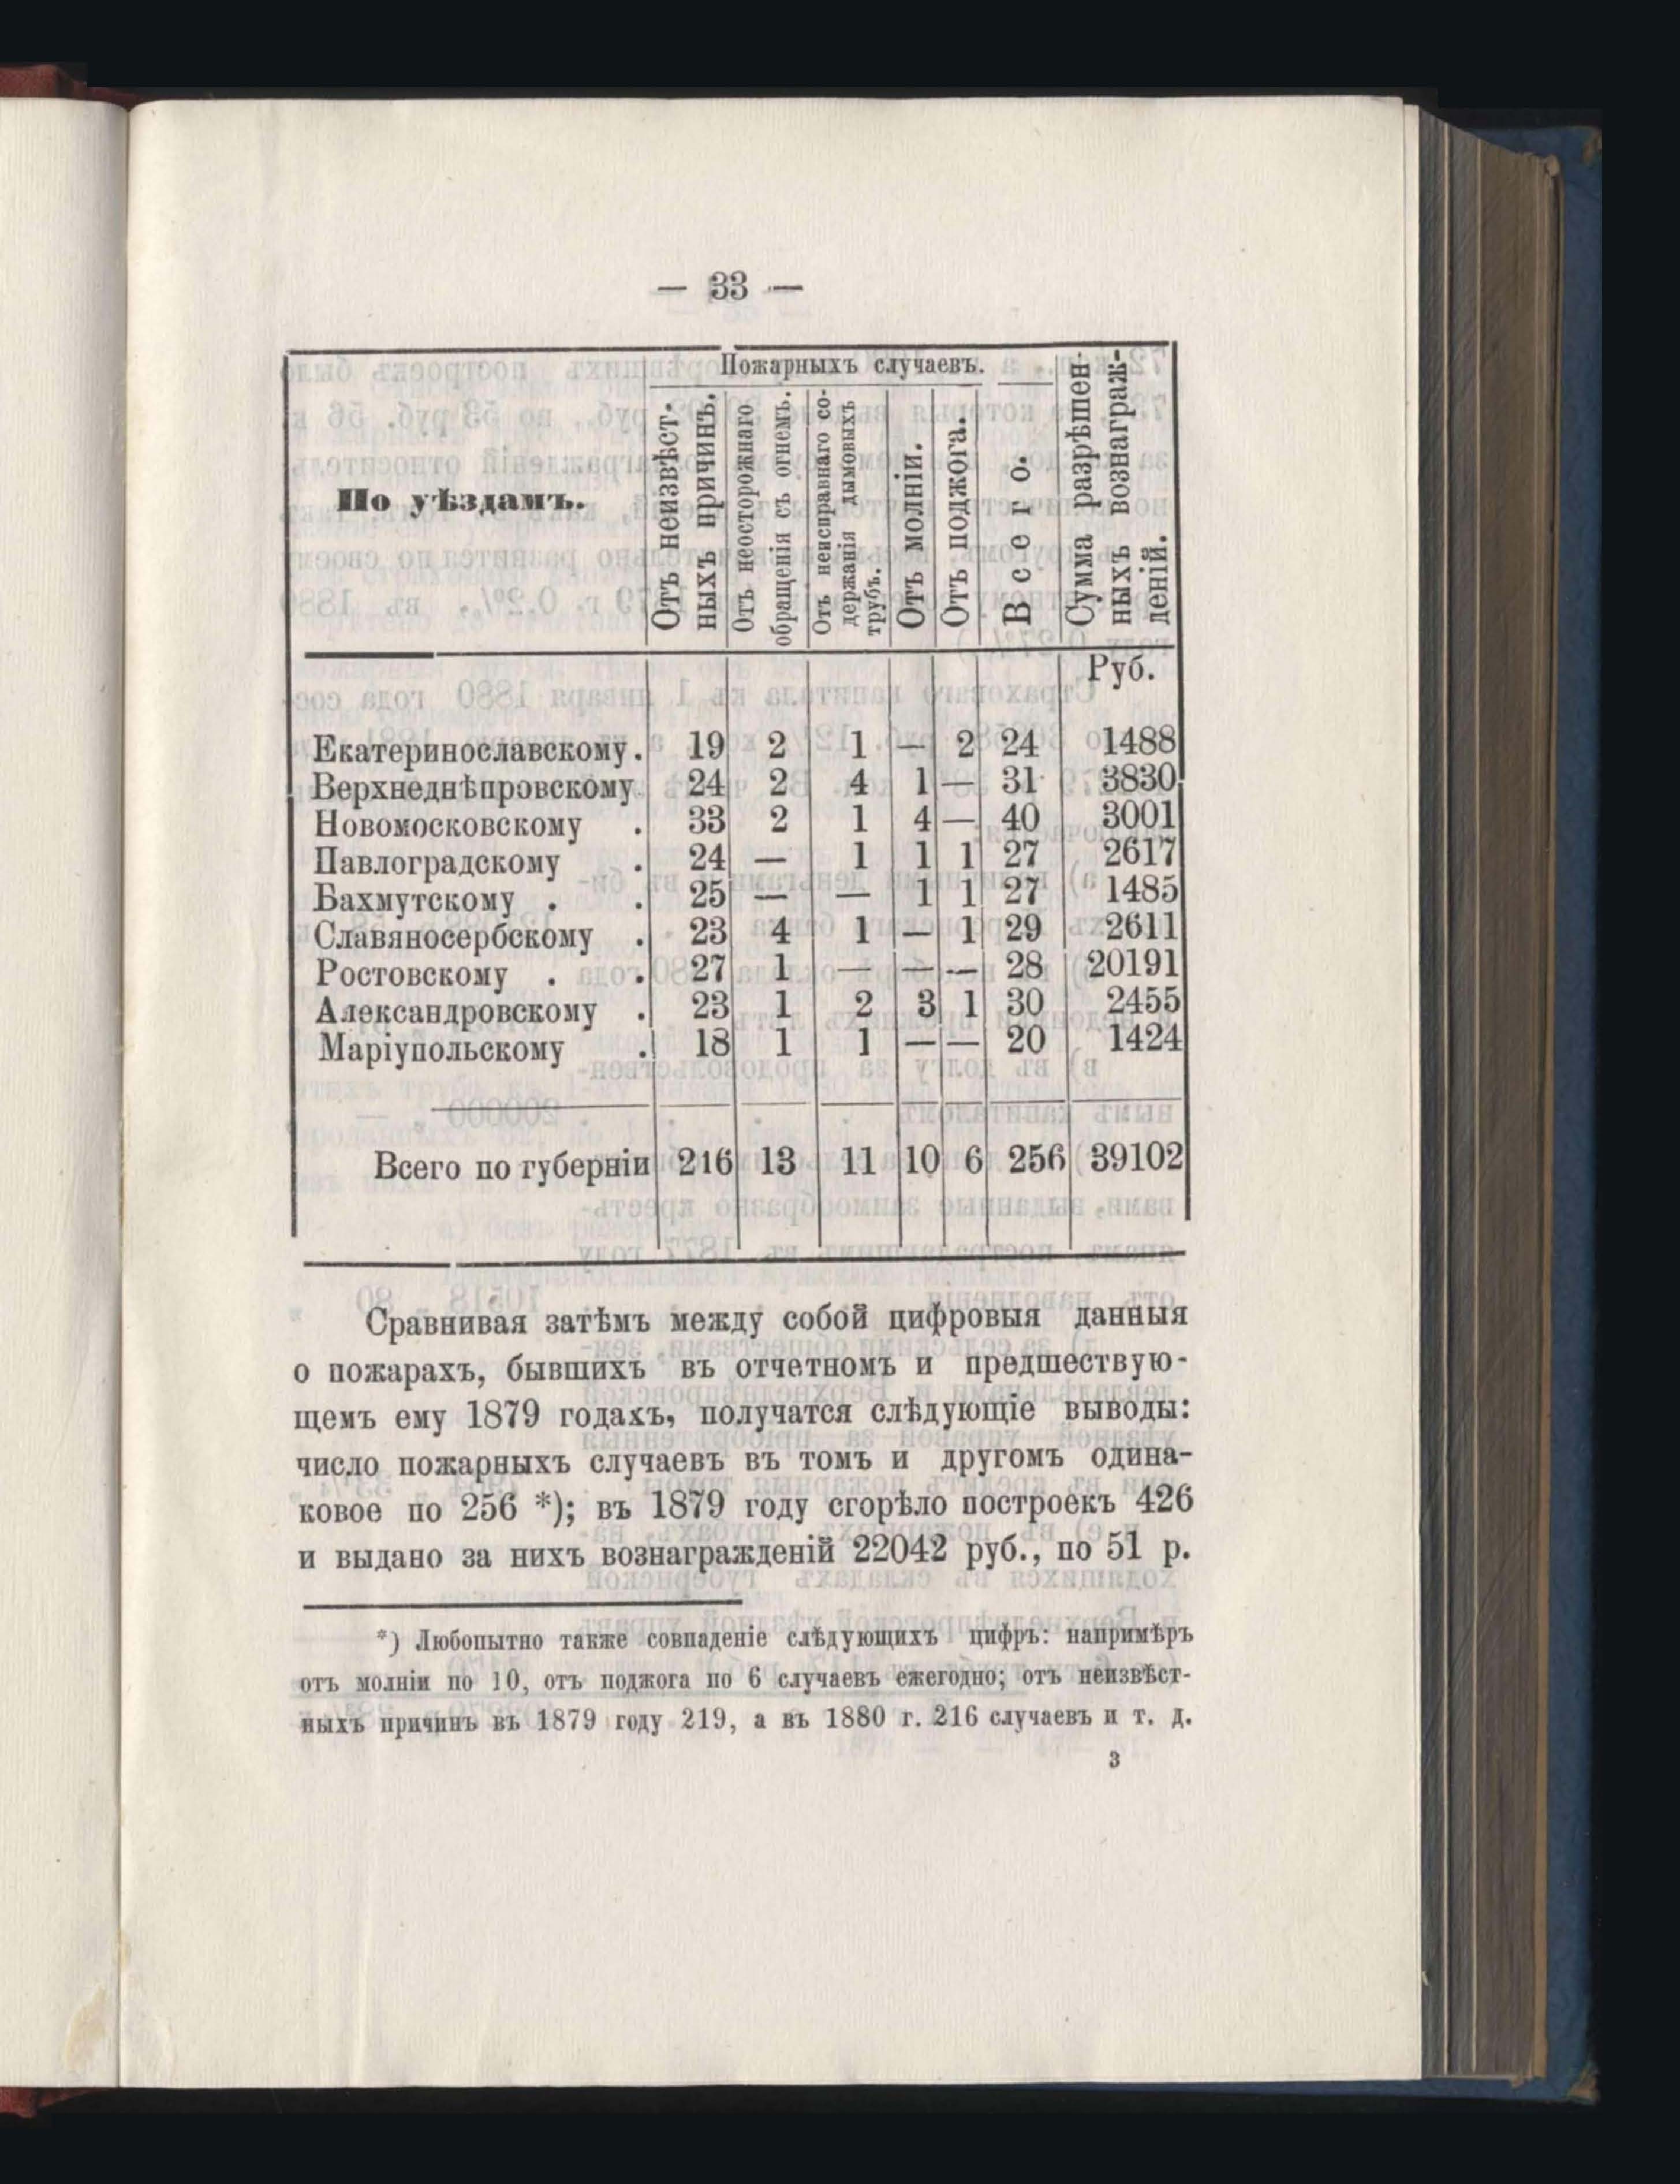 — 33 —
По уѣздамъ.
Пожарныхъ случаевъ.
Отъ неизвѣст-
ныхъ причинъ.
Отъ неосторожнаго
обращенія съ огнемъ.
Отъ неисправнаго со-
держанія дымовыхъ
трубъ.
Отъ молніи.
Отъ поджога.
Всего.
Сумма разрѣшен-
ныхъ вознаграж-
деній.
Руб.
Екатеринославскому. 19 2 1 — 2 24 1488
Верхнеднѣпровскому 24 2 4 1 — 31 3830
Новомосковскому . 33 2 1 4 — 40 3001
Павлоградскому . 24 — 1 1 1 27 2617
Бахмутскому . . 25 — — 1 1 27 1485
Славяносербскому . 23 4 1 — 1 29 2611
Ростовскому . . 27 1 — — — 28 20191
Александровскому . 23 1 2 3 1 30 2455
Маріупольскому . 18 1 1 — — 20 1424
Всего по губерніи 216 13 11 10 6 256 39102
Сравнивая затѣмъ между собой цифровыя данныя
о пожарахъ, бывшихъ въ отчетномъ и предшествую-
щемъ ему 1879 годахъ, получатся слѣдующіе выводы:
число пожарныхъ случаевъ въ томъ и другомъ одина-
ковое по 256 *); въ 1879 году сгорѣло построекъ 426
и выдано за нихъ вознагражденій 22042 руб., по 51 р.
*) Любопытно также совпаденіе слѣдующихъ цифръ: напримѣръ
отъ молніи по 10, отъ поджога по 6 случаевъ ежегодно; отъ неизвѣст-
ныхъ причинъ въ 1879 году 219, а въ 1880 г. 216 случаевъ и т. д.
3